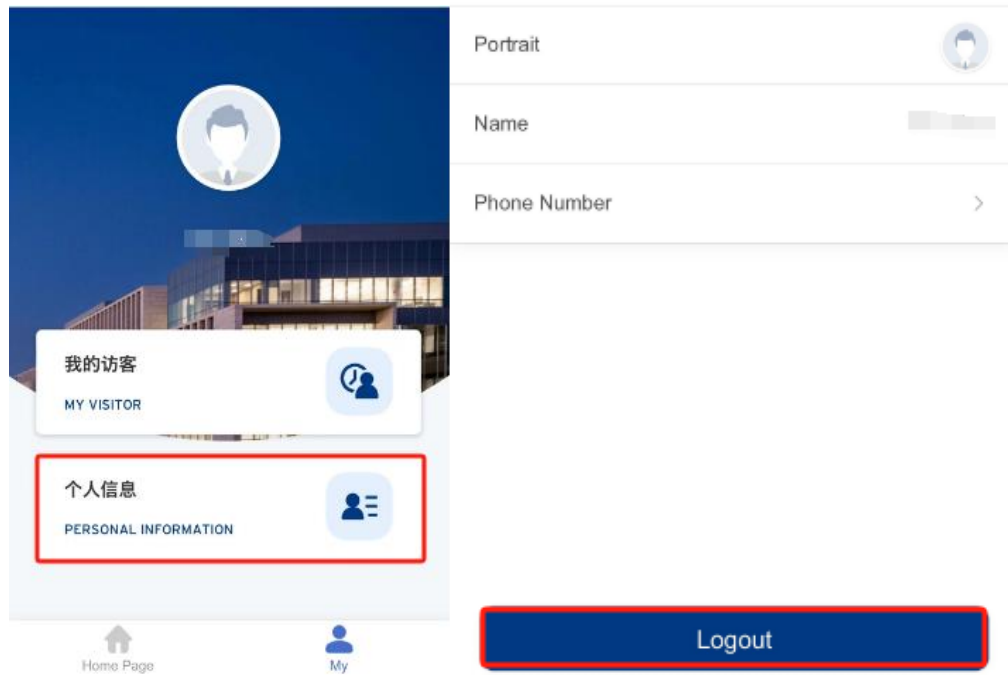 我的访客
MY VISITOR
个人信息
PERSONAL INFORMATION
Home Page
My
Portrait
Name
Phone Number
Logout